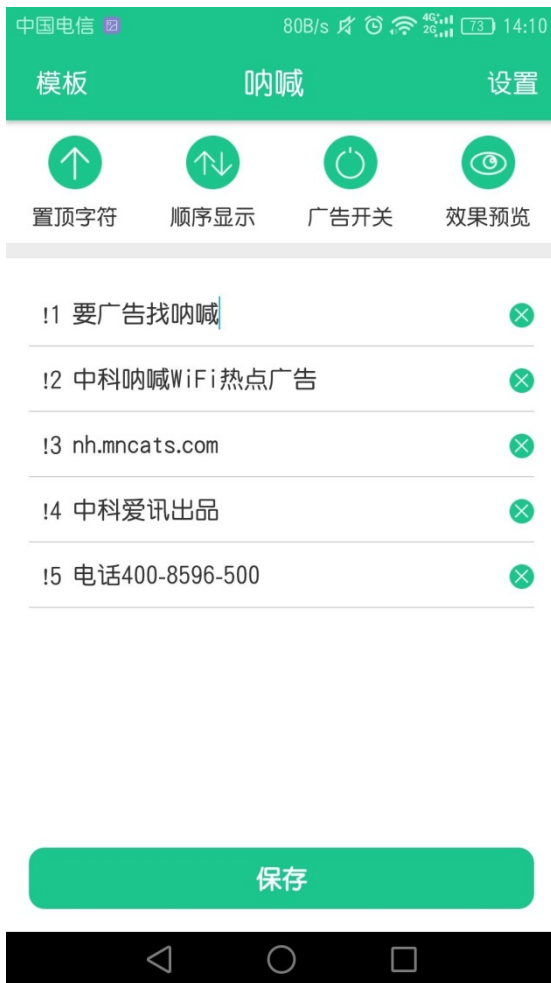 中国电信 80B/s 4G+ 2G 73 14:10
模板 呐喊 设置
置顶字符 顺序显示 广告开关 效果预览
!1 要广告找呐喊
!2 中科呐喊WiFi热点广告
!3 nh.mncats.com
!4 中科爱讯出品
!5 电话400-8596-500
保存